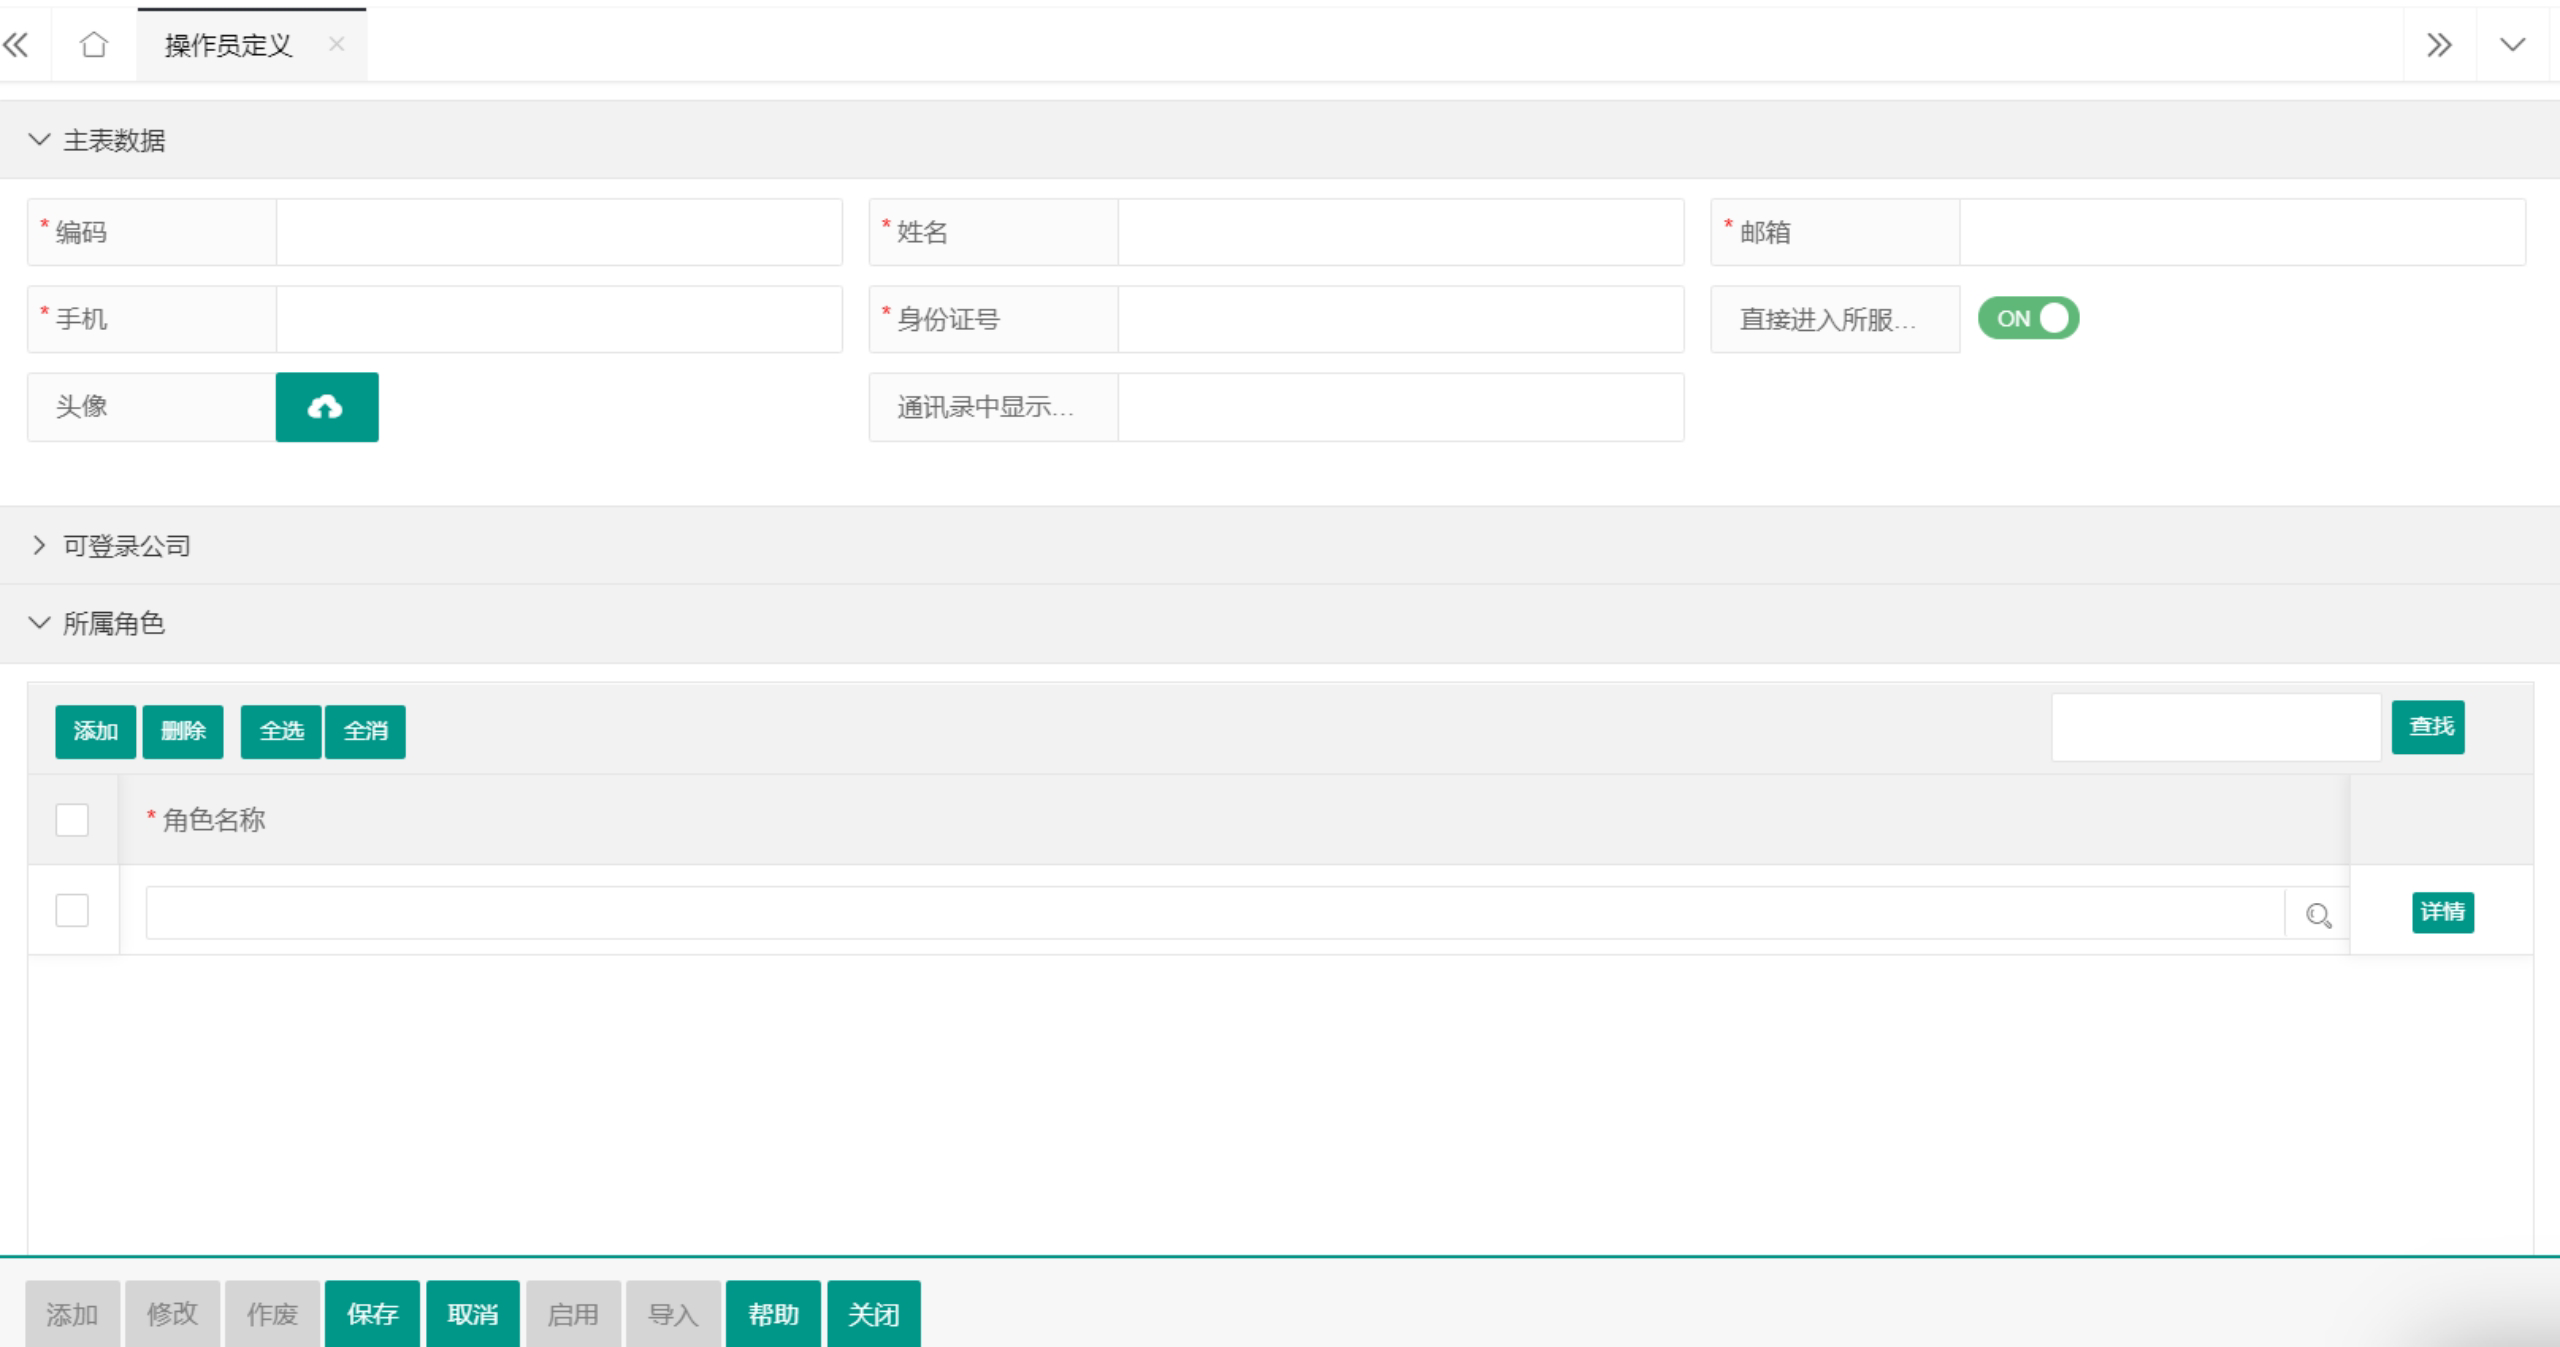 操作员定义
主表数据
* 编码
* 姓名
* 邮箱
* 手机
* 身份证号
直接进入所服...
ON
头像
通讯录中显示...
可登录公司
所属角色
添加 删除 全选 全消 查找
* 角色名称
详情
添加 修改 作废 保存 取消 启用 导入 帮助 关闭